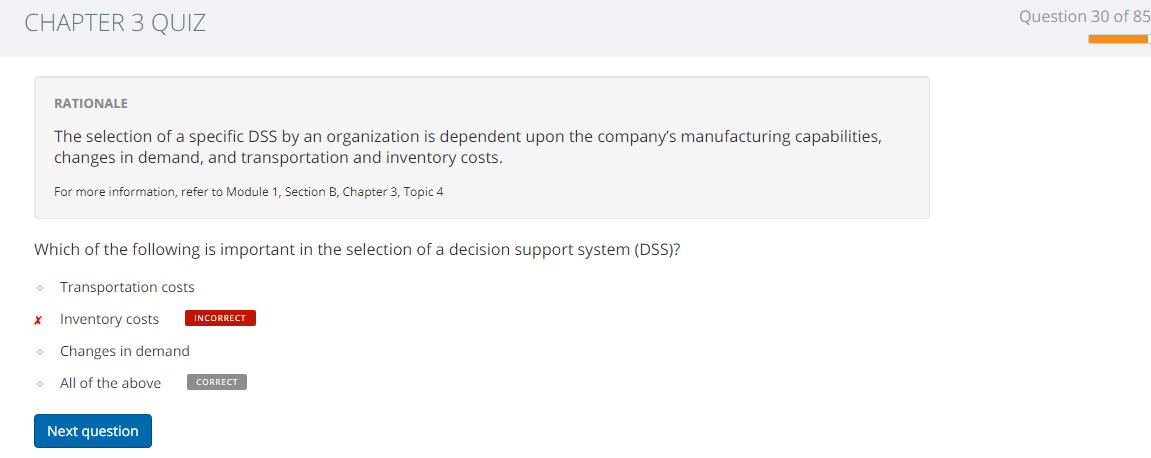 CHAPTER 3 QUIZ
Question 30 of 85
RATIONALE
The selection of a specific DSS by an organization is dependent upon the company’s manufacturing capabilities,
changes in demand, and transportation and inventory costs.
For more information, refer to Module 1, Section B, Chapter 3, Topic 4
Which of the following is important in the selection of a decision support system (DSS)?
Transportation costs
✗ Inventory costs INCORRECT
Changes in demand
All of the above CORRECT
Next question